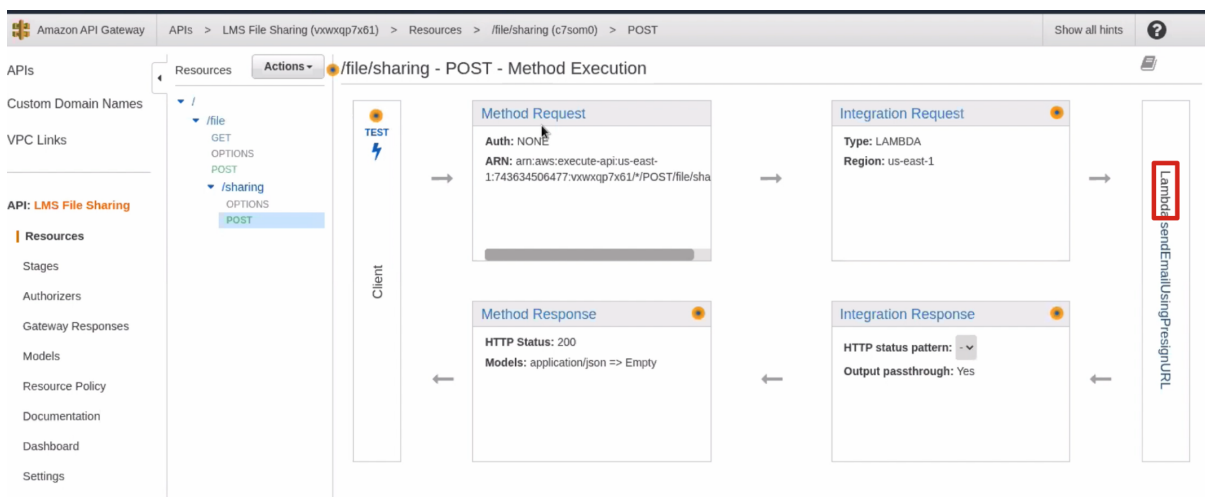 Amazon API Gateway
APIs > LMS File Sharing (vxwxqp7x61) > Resources > /file/sharing (c7som0) > POST
Show all hints
?
APIs
Custom Domain Names
VPC Links
API: LMS File Sharing
Resources
Stages
Authorizers
Gateway Responses
Models
Resource Policy
Documentation
Dashboard
Settings
Resources
Actions
/
/file
GET
OPTIONS
POST
/sharing
OPTIONS
POST
/file/sharing - POST - Method Execution
TEST
Client
Method Request
Auth: NONE
ARN: arn:aws:execute-api:us-east-
1:743634506477:vxwxqp7x61/*/POST/file/sha
Integration Request
Type: LAMBDA
Region: us-east-1
Method Response
HTTP Status: 200
Models: application/json => Empty
Integration Response
HTTP status pattern: -
Output passthrough: Yes
Lambda sendEmailUsingPresignURL